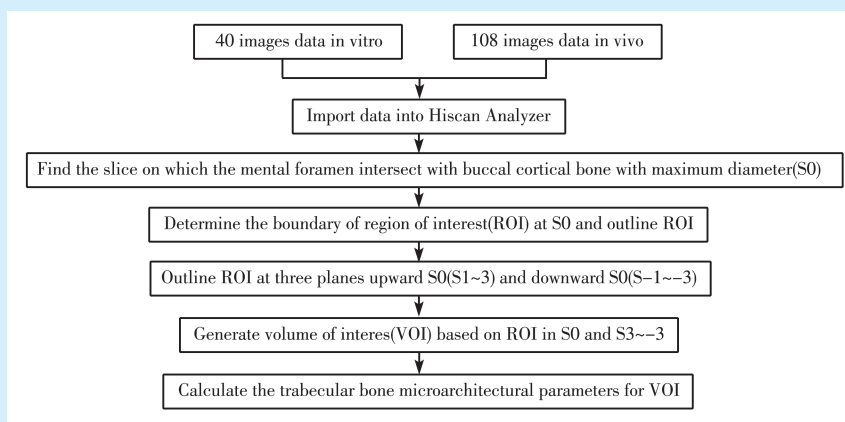 40 images data in vitro
108 images data in vivo
Import data into Hiscan Analyzer
Find the slice on which the mental foramen intersect with buccal cortical bone with maximum diameter(S0)
Determine the boundary of region of interest(ROI) at S0 and outline ROI
Outline ROI at three planes upward S0(S1~3) and downward S0(S−1~−3)
Generate volume of interes(VOI) based on ROI in S0 and S3~−3
Calculate the trabecular bone microarchitectural parameters for VOI